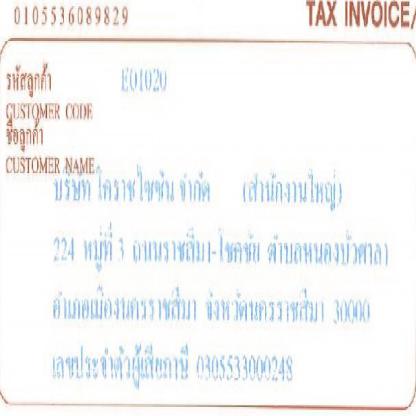 0105536089829 TAX INVOICE/
รหัสลูกค้า E01020
CUSTOMER CODE
ชื่อลูกค้า
CUSTOMER NAME
บริษัท โคราชไซซัน จำกัด (สำนักงานใหญ่)
224 หมู่ที่ 3 ถนนราชสีมา-โชคชัย ตำบลหนองบัวศาลา
อำเภอเมืองนครราชสีมา จังหวัดนครราชสีมา 30000
เลขประจำตัวผู้เสียภาษี 0305533000248